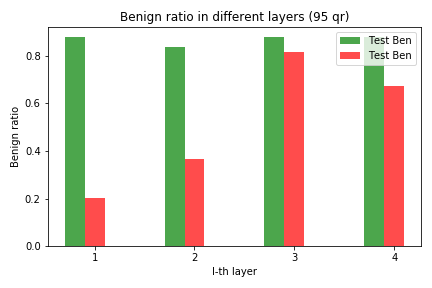 Benign ratio in different layers (95 qr)
Test Ben
Test Ben
Benign ratio
0.8
0.6
0.4
0.2
0.0
1 2 3 4
l-th layer